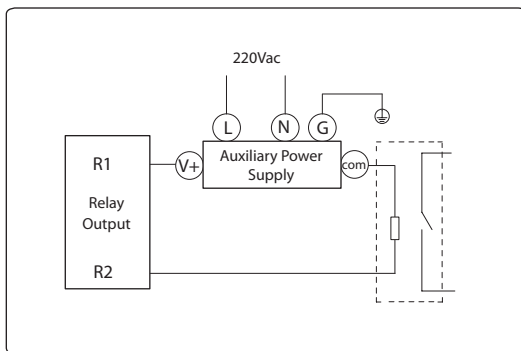 220Vac
L
N
G
R1
V+
Auxiliary Power
Supply
com
Relay
Output
R2